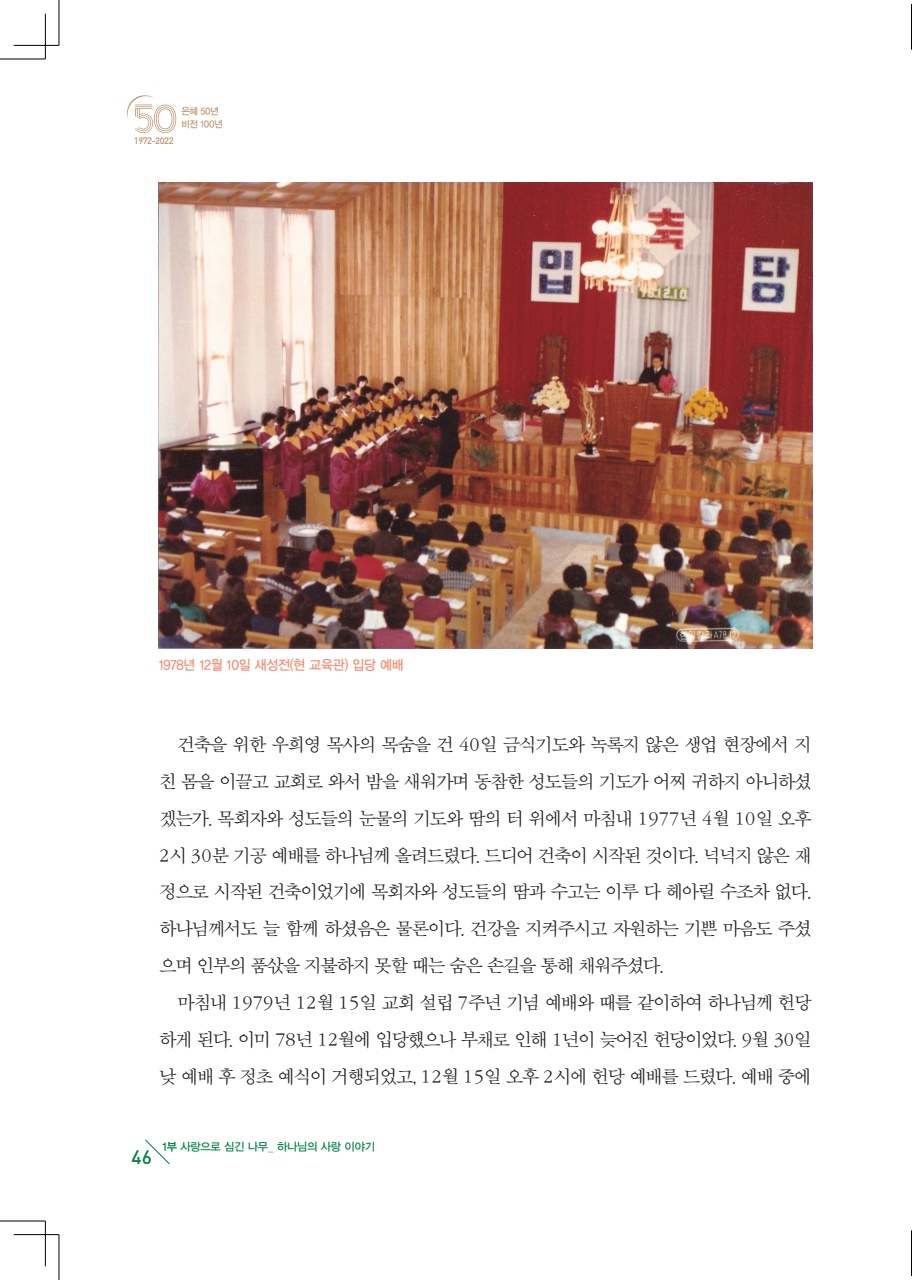 50
은혜 50년
비전 100년
1972-2022
축
입
당
1978년 12월 10일 새성전(현 교육관) 입당 예배
건축을 위한 우희영 목사의 목숨을 건 40일 금식기도와 녹록지 않은 생업 현장에서 지
친 몸을 이끌고 교회로 와서 밤을 새워가며 동참한 성도들의 기도가 어찌 귀하지 아니하셨
겠는가. 목회자와 성도들의 눈물의 기도와 땀의 터 위에서 마침내 1977년 4월 10일 오후
2시 30분 기공 예배를 하나님께 올려드렸다. 드디어 건축이 시작된 것이다. 넉넉지 않은 재
정으로 시작된 건축이었기에 목회자와 성도들의 땀과 수고는 이루 다 헤아릴 수조차 없다.
하나님께서도 늘 함께 하셨음은 물론이다. 건강을 지켜주시고 자원하는 기쁜 마음도 주셨
으며 인부의 품삯을 지불하지 못할 때는 숨은 손길을 통해 채워주셨다.
마침내 1979년 12월 15일 교회 설립 7주년 기념 예배와 때를 같이하여 하나님께 헌당
하게 된다. 이미 78년 12월에 입당했으나 부채로 인해 1년이 늦어진 헌당이었다. 9월 30일
낮 예배 후 정초 예식이 거행되었고, 12월 15일 오후 2시에 헌당 예배를 드렸다. 예배 중에
46
1부 사랑으로 심긴 나무_ 하나님의 사랑 이야기